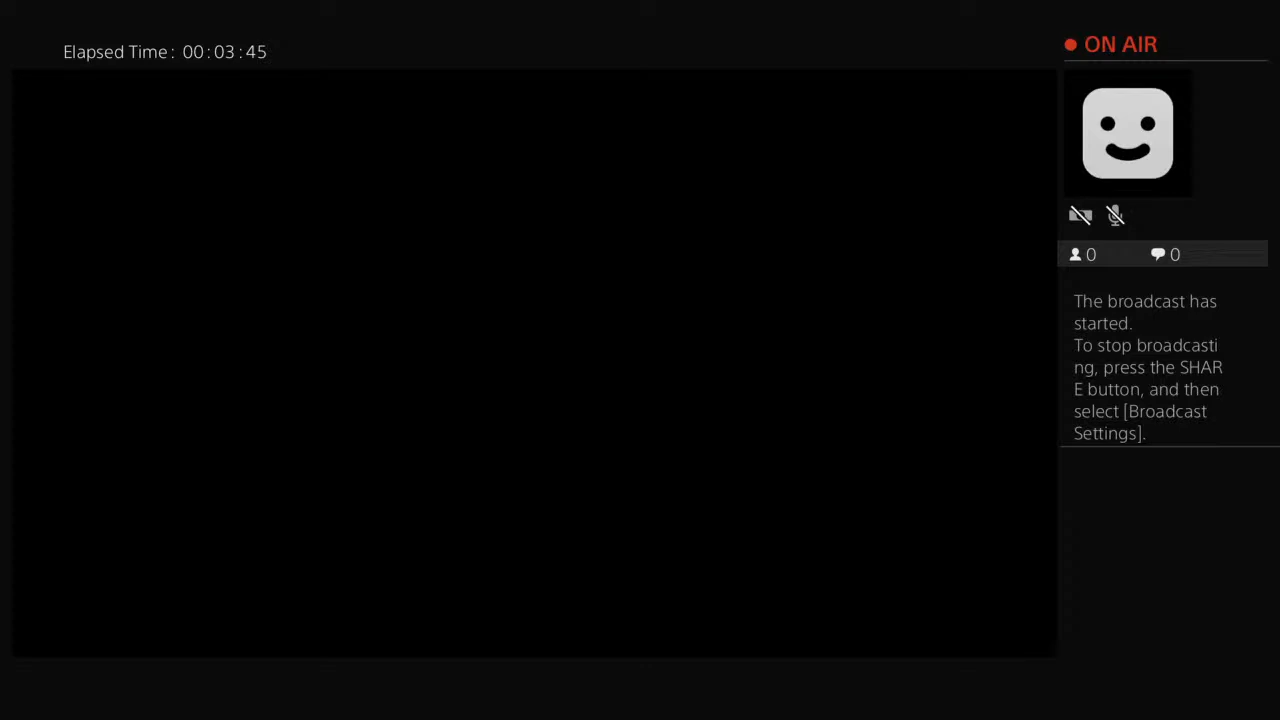 Elapsed Time: 00:03:45
ON AIR
0 0
The broadcast has
started.
To stop broadcasti
ng, press the SHAR
E button, and then
select [Broadcast
Settings].